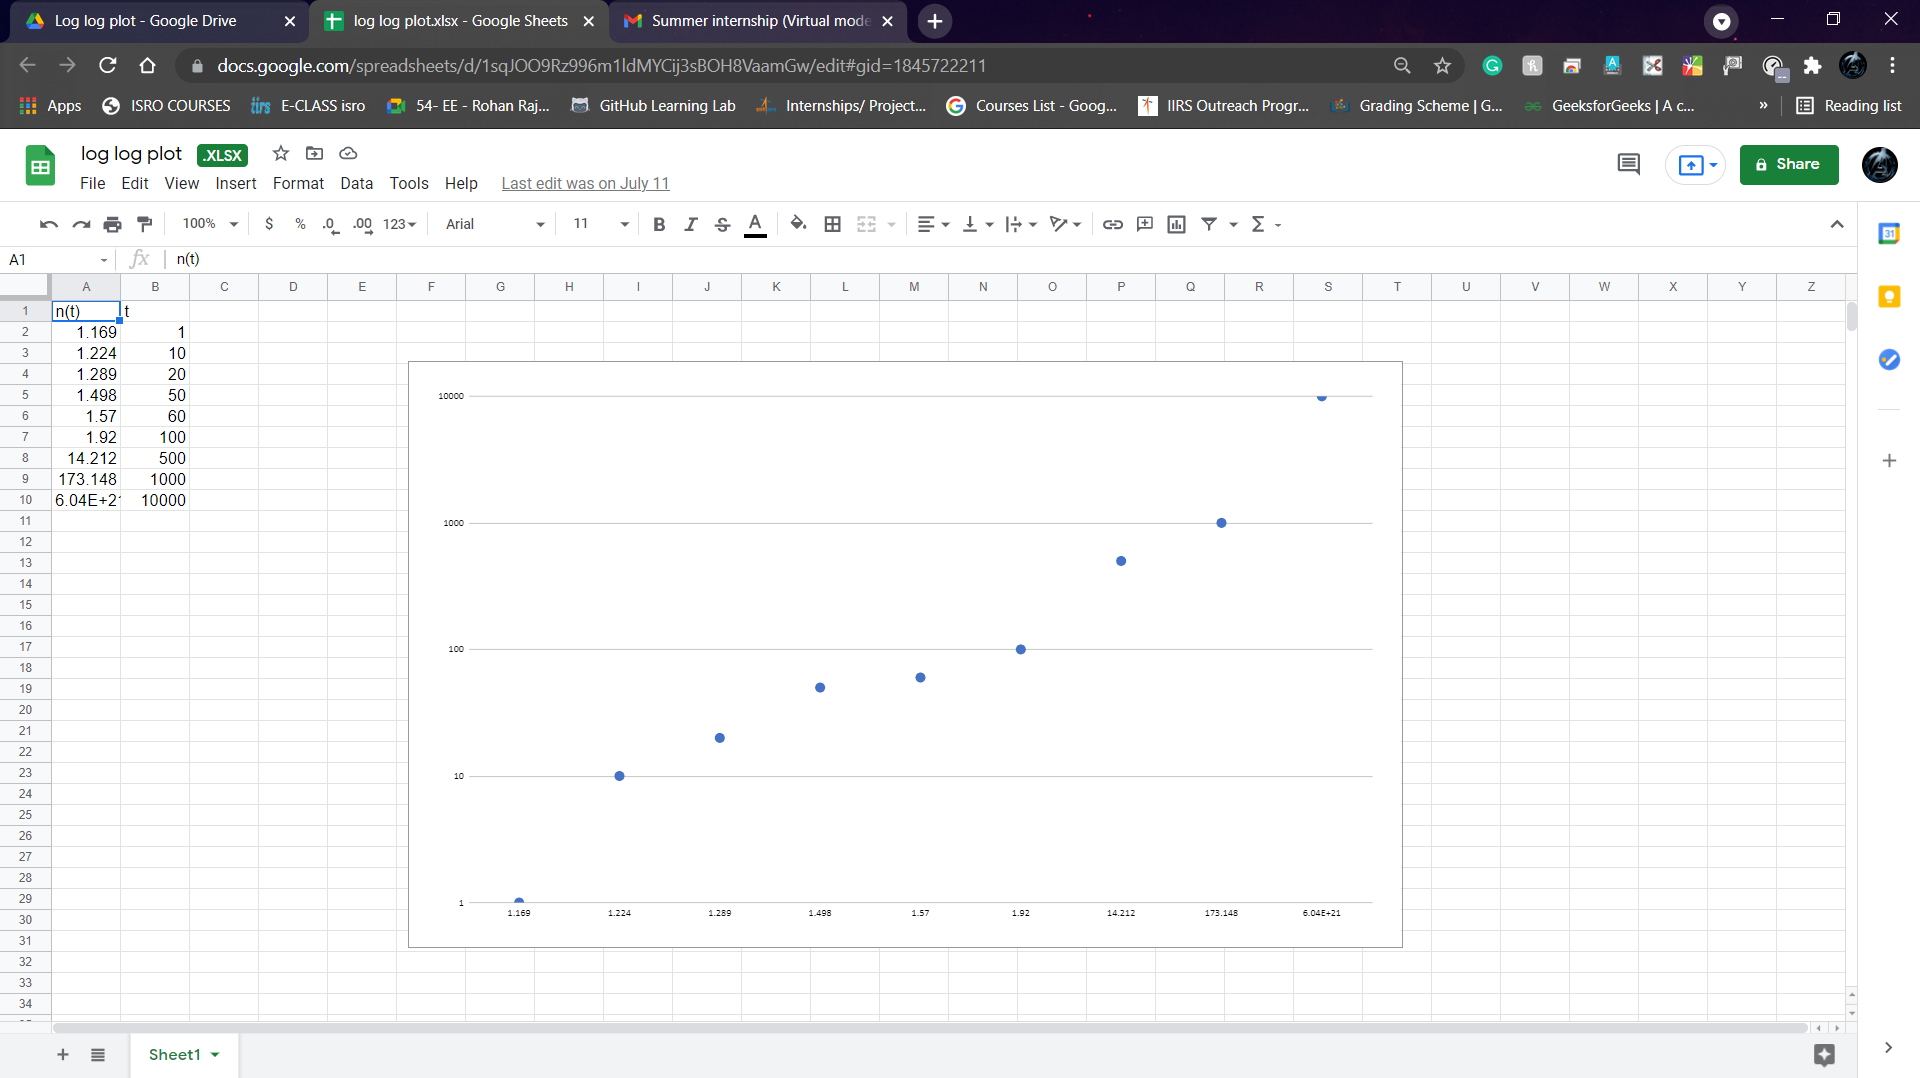 Log log plot - Google Drive
log log plot.xlsx - Google Sheets
Summer internship (Virtual mode
docs.google.com/spreadsheets/d/1sqJOO9Rz996m1ldMYCij3sBOH8VaamGw/edit#gid=1845722211
Apps ISRO COURSES E-CLASS isro 54- EE - Rohan Raj... GitHub Learning Lab Internships/ Project... Courses List - Goog... IIRS Outreach Progr... Grading Scheme | G... GeeksforGeeks | A c... » Reading list
log log plot .XLSX
Share
File Edit View Insert Format Data Tools Help Last edit was on July 11
100% $ % .0 .00 123 Arial 11 B I S A
A1 fx n(t)
A B C D E F G H I J K L M N O P Q R S T U V W X Y Z
1 n(t) t
2 1.169 1
3 1.224 10
4 1.289 20
5 1.498 50
6 1.57 60
7 1.92 100
8 14.212 500
9 173.148 1000
10 6.04E+21 10000
11
12
13
14
15
16
17
18
19
20
21
22
23
24
25
26
27
28
29
30
31
32
33
34
10000
1000
100
10
1
1.169 1.224 1.289 1.498 1.57 1.92 14.212 173.148 6.04E+21
Sheet1